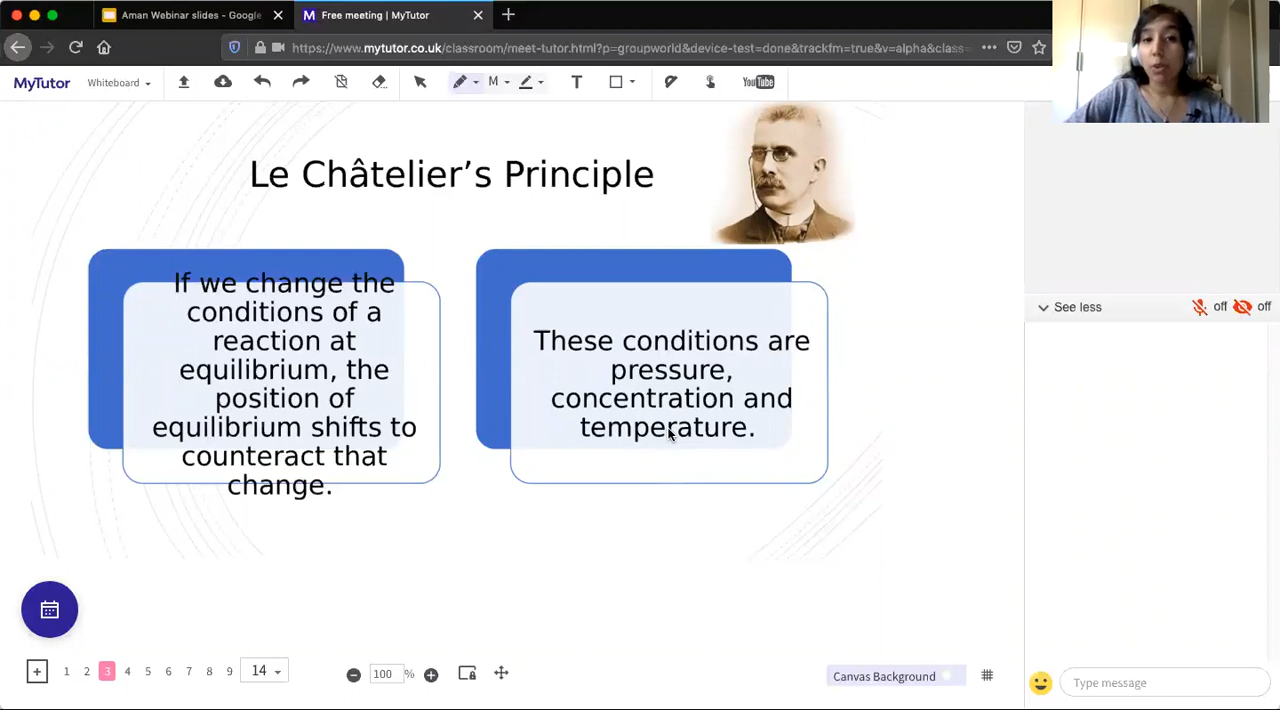 Aman Webinar slides - Google
Free meeting | MyTutor
https://www.mytutor.co.uk/classroom/meet-tutor.html?p=groupworld&device-test=done&trackfm=true&v=alpha&class=
MyTutor
Whiteboard
M
T
YouTube
Le Châtelier’s Principle
If we change the
conditions of a
reaction at
equilibrium, the
position of
equilibrium shifts to
counteract that
change.
These conditions are
pressure,
concentration and
temperature.
See less
off
off
+ 1 2 3 4 5 6 7 8 9 14
100 %
Canvas Background
Type message